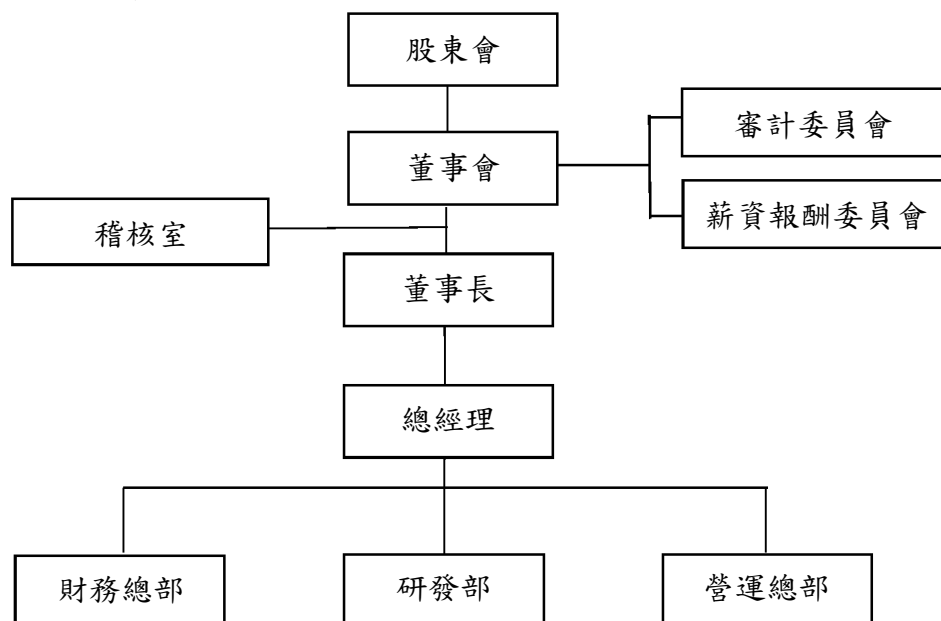 股東會
審計委員會
董事會
薪資報酬委員會
稽核室
董事長
總經理
財務總部
研發部
營運總部